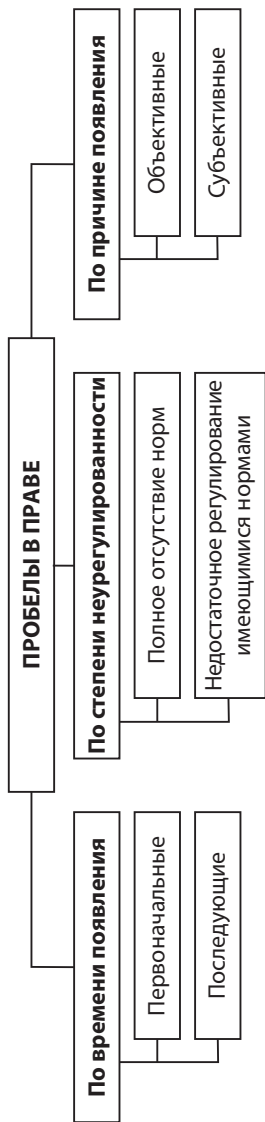 ПРОБЕЛЫ В ПРАВЕ
По времени появления
Первоначальные
Последующие
По степени неурегулированности
Полное отсутствие норм
Недостаточное регулирование
имеющимися нормами
По причине появления
Объективные
Субъективные